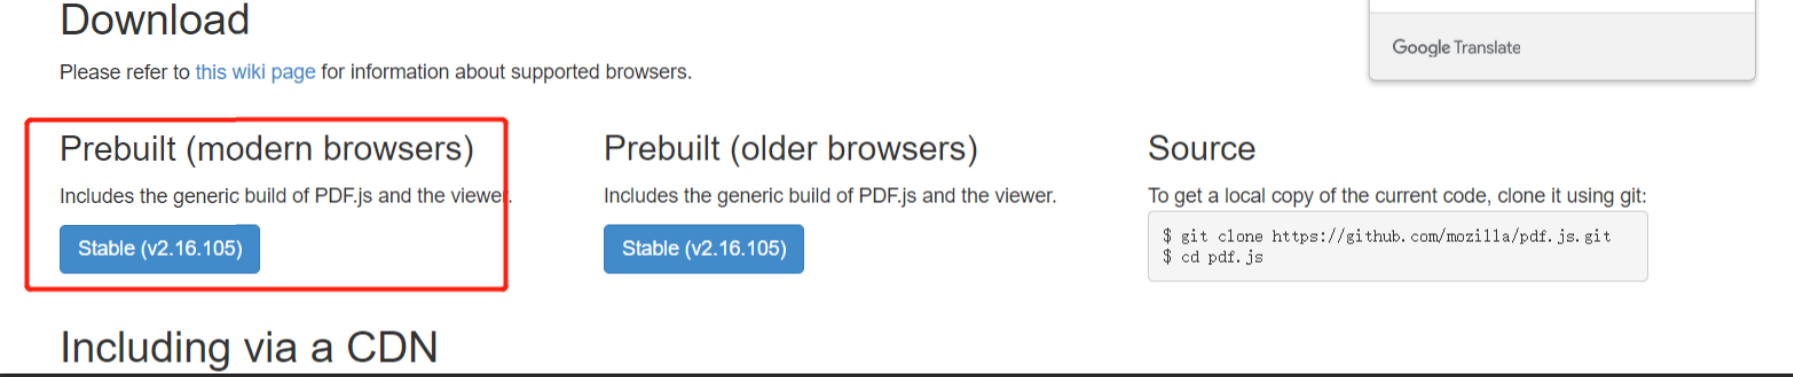 Download
Google Translate
Please refer to this wiki page for information about supported browsers.
Prebuilt (modern browsers)
Includes the generic build of PDF.js and the viewer.
Stable (v2.16.105)
Prebuilt (older browsers)
Includes the generic build of PDF.js and the viewer.
Stable (v2.16.105)
Source
To get a local copy of the current code, clone it using git:
$ git clone https://github.com/mozilla/pdf.js.git
$ cd pdf.js
Including via a CDN